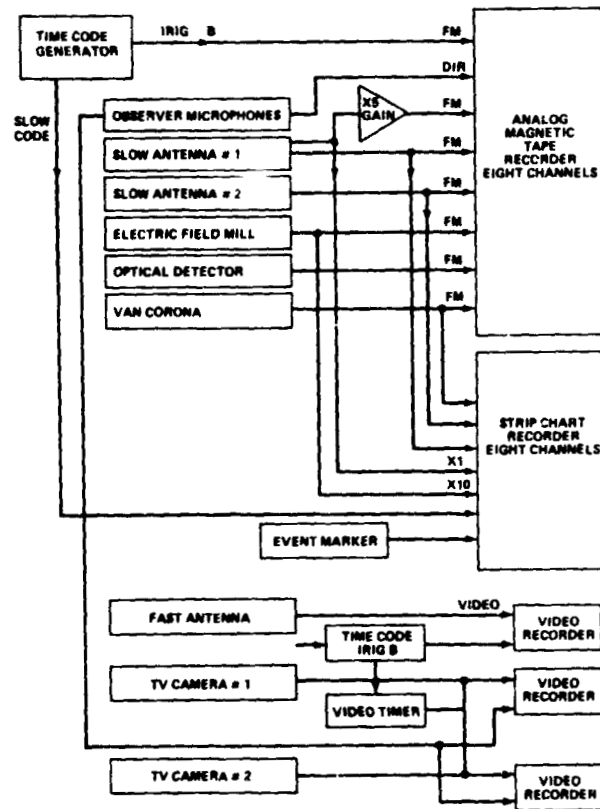 TIME CODE
GENERATOR
IRIG B
FM
DIR
SLOW
CODE
OBSERVER MICROPHONES
X5
GAIN
FM
SLOW ANTENNA # 1
FM
SLOW ANTENNA # 2
FM
ELECTRIC FIELD MILL
FM
OPTICAL DETECTOR
FM
VAN CORONA
FM
ANALOG
MAGNETIC
TAPE
RECORDER
EIGHT CHANNELS
STRIP CHART
RECORDER
EIGHT CHANNELS
X1
X10
EVENT MARKER
FAST ANTENNA
VIDEO
VIDEO
RECORDER
TIME CODE
IRIG B
TV CAMERA # 1
VIDEO
RECORDER
VIDEO TIMER
TV CAMERA # 2
VIDEO
RECORDER